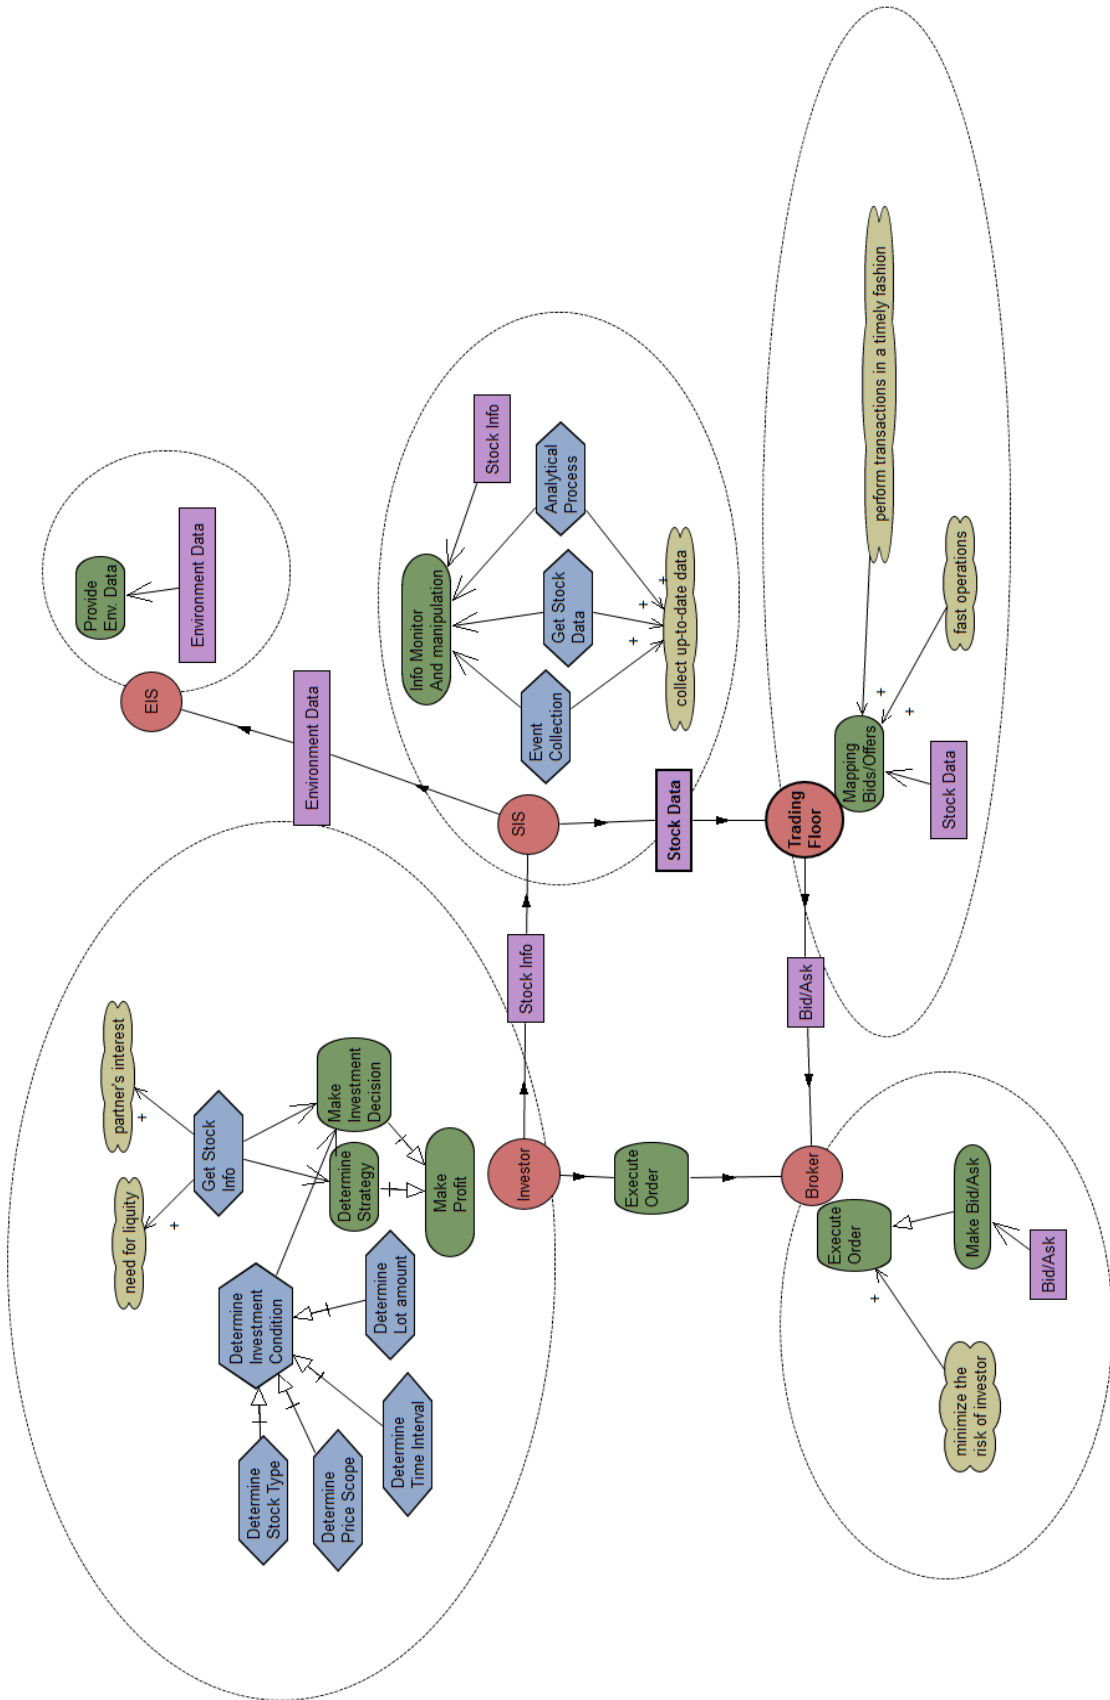 partner's interest
need for liquity
Get Stock
Info
Determine
Investment
Condition
Determine
Stock Type
Determine
Price Scope
Determine
Time Interval
Determine
Lot amount
Make
Investment
Decision
Determine
Strategy
Make
Profit
+
+
Investor
Stock Info
SIS
Environment Data
EIS
Provide
Env. Data
Environment Data
Info Monitor
And manipulation
Stock Info
Event
Collection
Get Stock
Data
Analytical
Process
+
+
+
collect up-to-date data
Stock Data
Trading
Floor
Mapping
Bids/Offers
Stock Data
+
+
perform transactions in a timely fashion
fast operations
Bid/Ask
Execute
Order
Broker
Execute
Order
Make Bid/Ask
Bid/Ask
+
minimize the
risk of investor